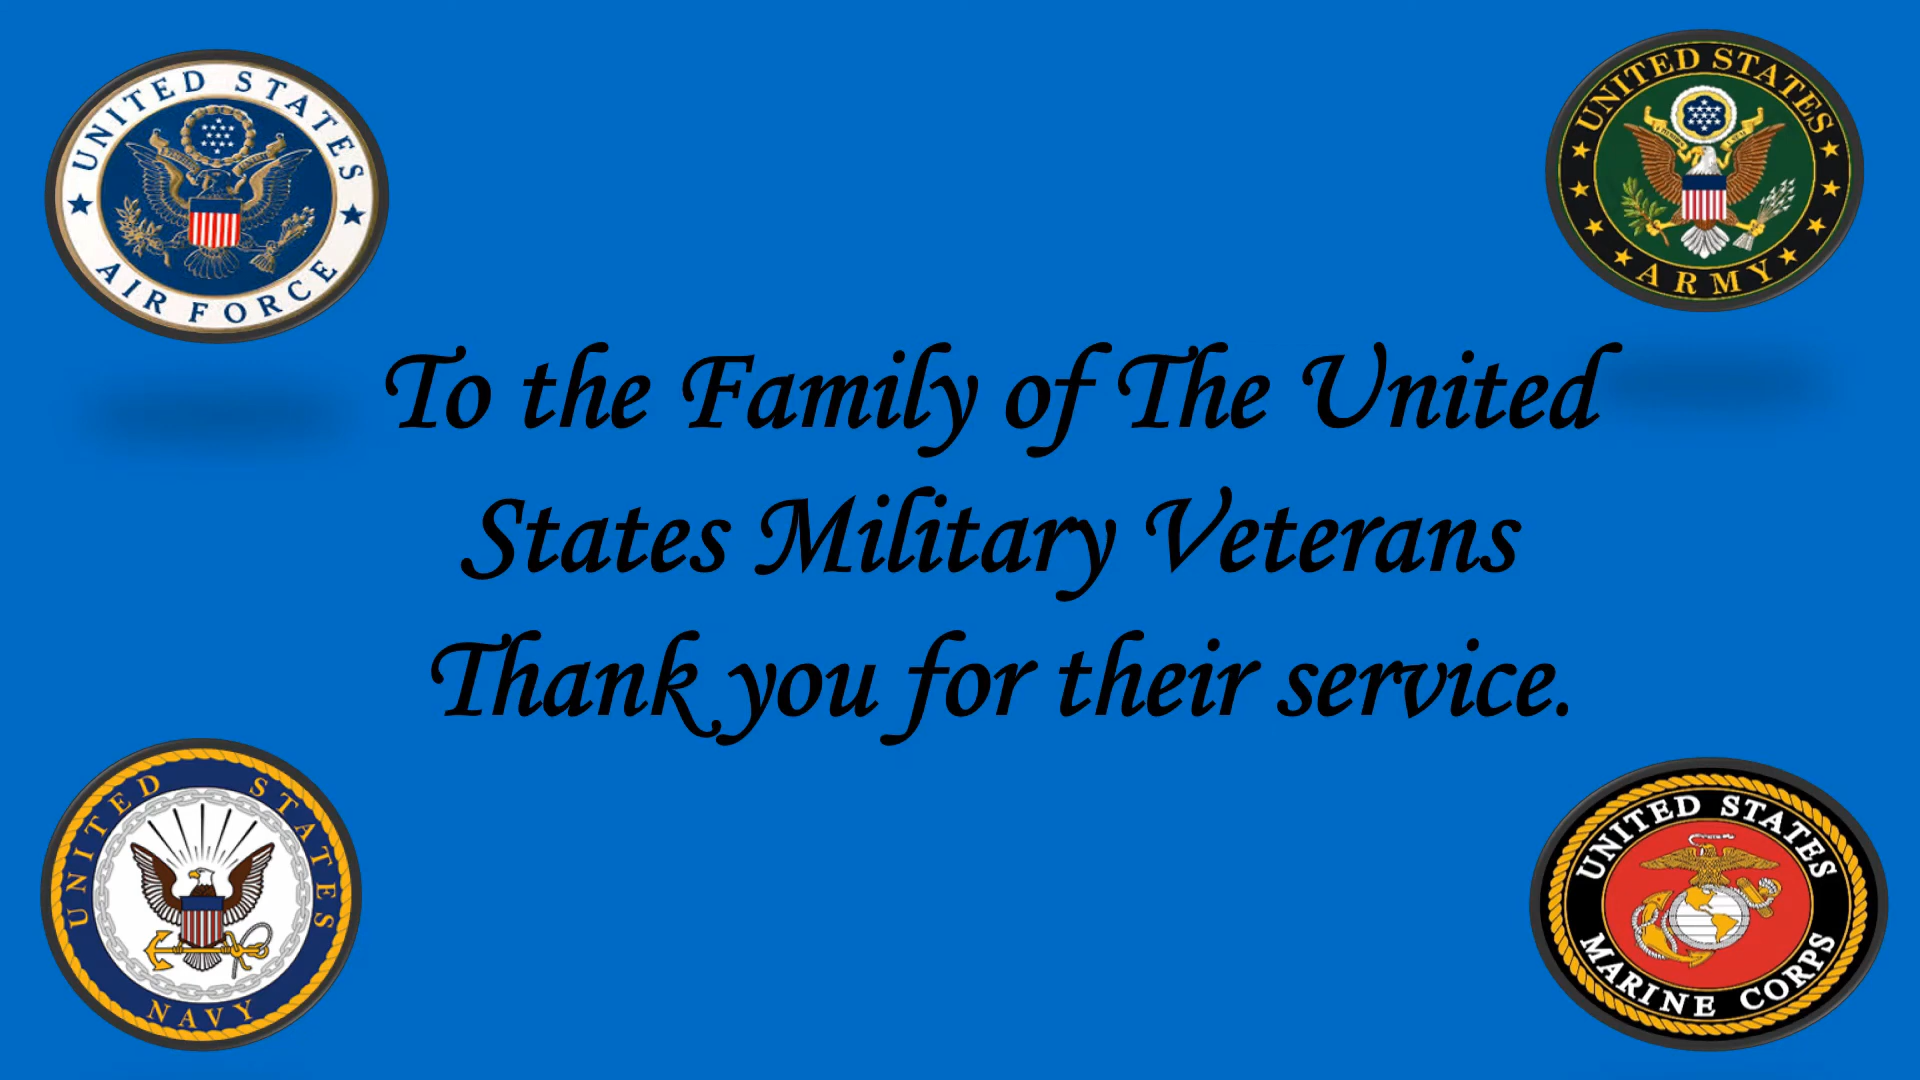 UNITED STATES
AIR FORCE
UNITED STATES
ARMY
To the Family of The United
States Military Veterans
Thank you for their service.
UNITED STATES
NAVY
UNITED STATES
MARINE CORPS